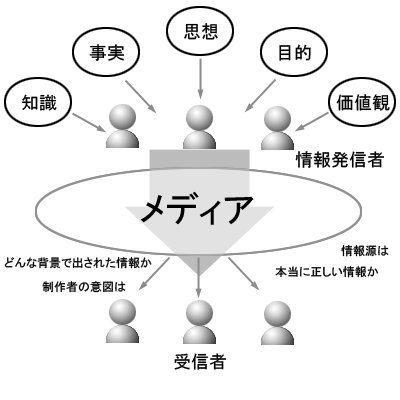 思想
事実
目的
知識
価値観
情報発信者
メディア
どんな背景で出された情報か
制作者の意図は
情報源は
本当に正しい情報か
受信者